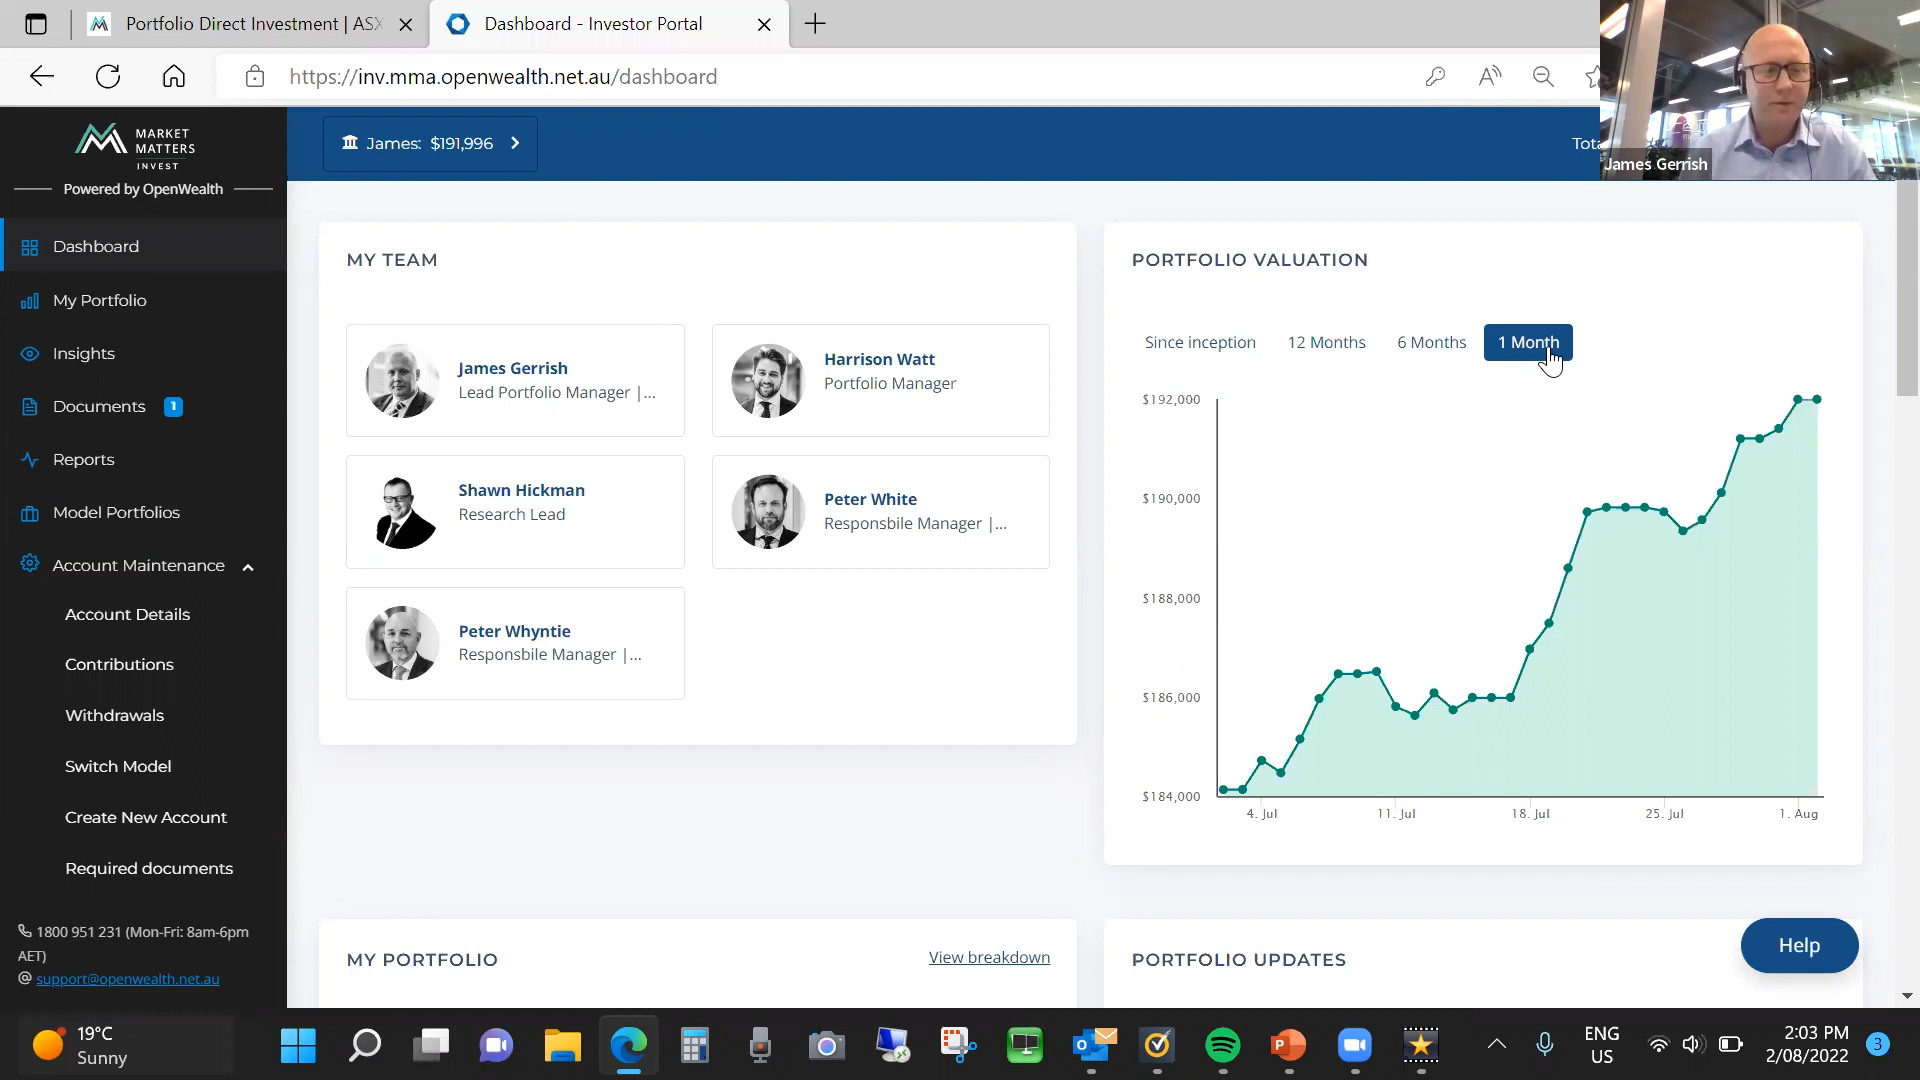 Portfolio Direct Investment | ASX
Dashboard - Investor Portal
https://inv.mma.openwealth.net.au/dashboard
James Gerrish
MARKET
MATTERS
INVEST
Powered by OpenWealth
James: $191,996
Dashboard
My Portfolio
Insights
Documents 1
Reports
Model Portfolios
Account Maintenance
Account Details
Contributions
Withdrawals
Switch Model
Create New Account
Required documents
1800 951 231 (Mon-Fri: 8am-6pm
AET)
@ support@openwealth.net.au
MY TEAM
James Gerrish
Lead Portfolio Manager |...
Harrison Watt
Portfolio Manager
Shawn Hickman
Research Lead
Peter White
Responsbile Manager |...
Peter Whyntie
Responsbile Manager |...
PORTFOLIO VALUATION
Since inception 12 Months 6 Months 1 Month
$192,000
$190,000
$188,000
$186,000
$184,000
4. Jul 11. Jul 18. Jul 25. Jul 1. Aug
MY PORTFOLIO
View breakdown
PORTFOLIO UPDATES
Help
19°C
Sunny
ENG
US
2:03 PM
2/08/2022
3